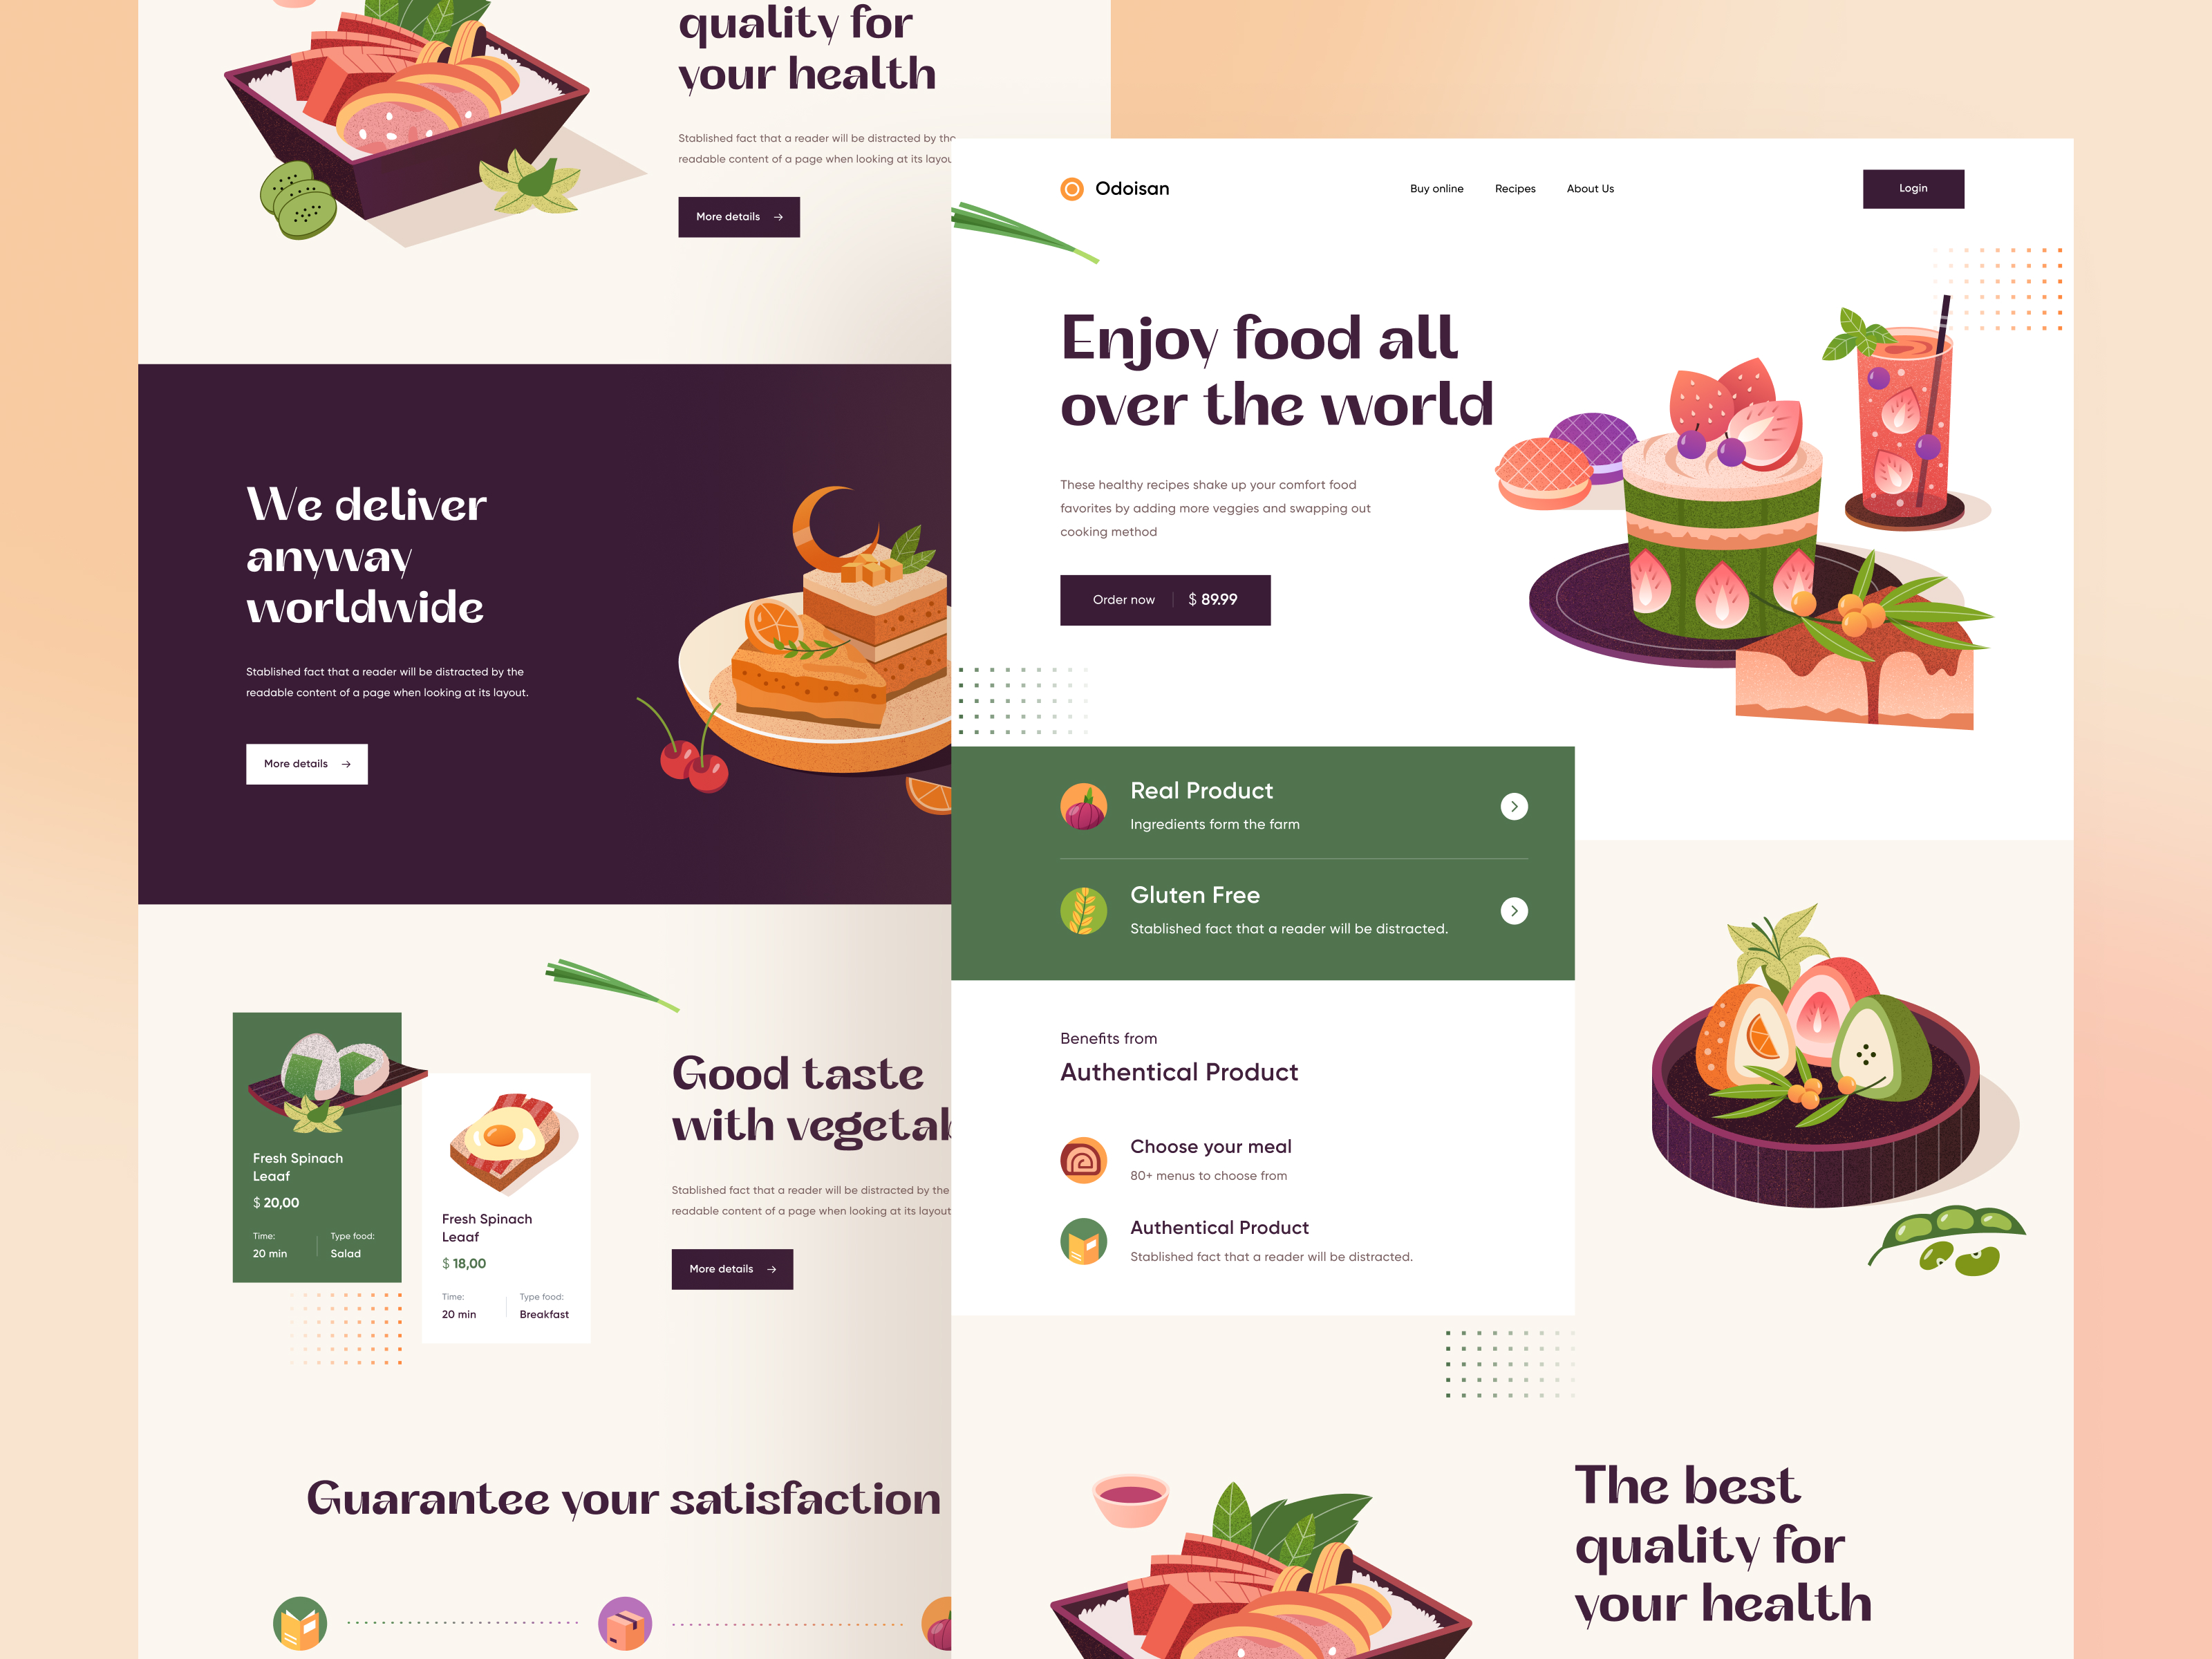 quality for
your health
Stablished fact that a reader will be distracted by the
readable content of a page when looking at its
More details
We deliver
anyway
worldwide
Stablished fact that a reader will be distracted by the
readable content of a page when looking at its layout.
More details
Fresh Spinach
Leaaf
$ 20,00
Time:
20 min
Type food:
Salad
Fresh Spinach
Leaaf
$ 18,00
Time:
20 min
Type food:
Breakfast
Good taste
with
Stablished fact that a reader will be distracted by the
readable content of a page when looking at its layout
More details
Guarantee your satisfaction
Odoisan
Buy online
Recipes
About Us
Login
Enjoy food all
over the world
These healthy recipes shake up your comfort food
favorites by adding more veggies and swapping out
cooking method
Order now
$ 89.99
Real Product
Ingredients form the farm
Gluten Free
Stablished fact that a reader will be distracted.
Benefits from
Authentical Product
Choose your meal
80+ menus to choose from
Authentical Product
Stablished fact that a reader will be distracted.
The best
quality for
your health